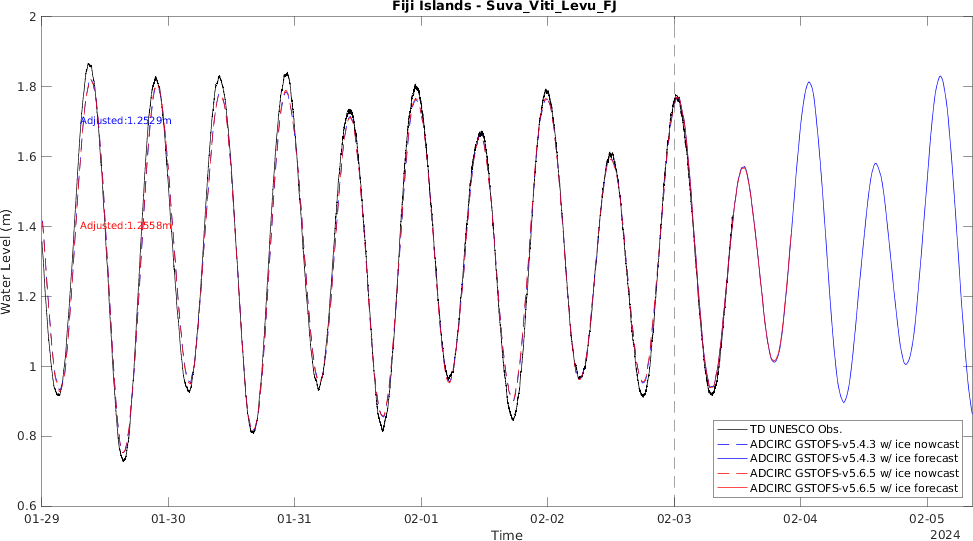 Fiji Islands - Suva_Viti_Levu_FJ
Water Level (m)
2
1.8
1.6
1.4
1.2
1
0.8
0.6
Adjusted:1.2529m
Adjusted:1.2558m
TD UNESCO Obs.
ADCIRC GSTOFS-v5.4.3 w/ ice nowcast
ADCIRC GSTOFS-v5.4.3 w/ ice forecast
ADCIRC GSTOFS-v5.6.5 w/ ice nowcast
ADCIRC GSTOFS-v5.6.5 w/ ice forecast
01-29 01-30 01-31 02-01 02-02 02-03 02-04 02-05
Time
2024